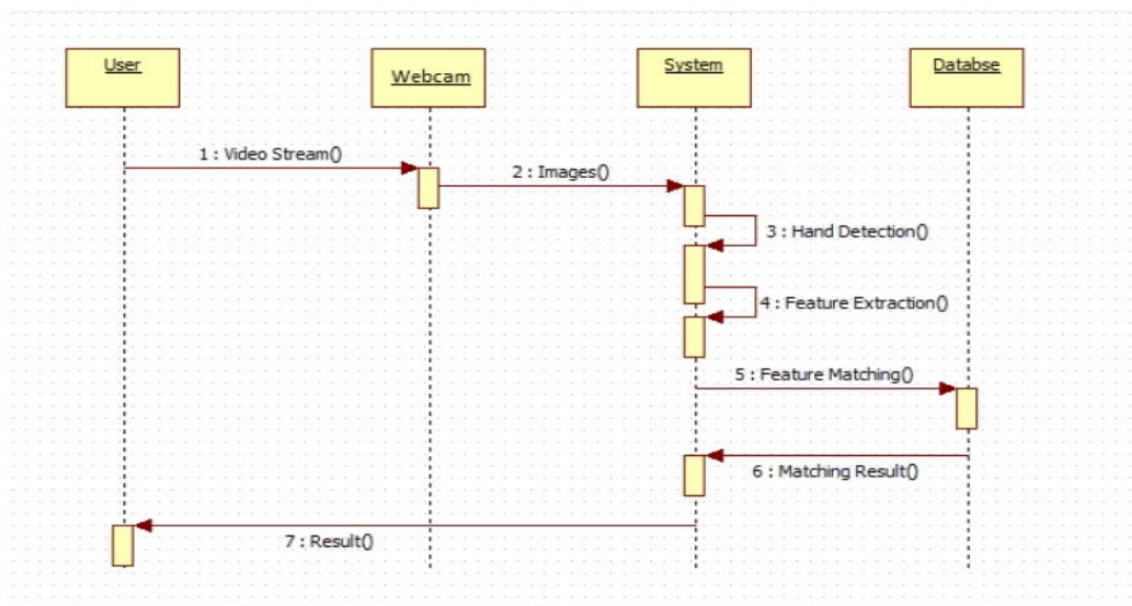 User
Webcam
System
Databse
1 : Video Stream()
2 : Images()
3 : Hand Detection()
4 : Feature Extraction()
5 : Feature Matching()
6 : Matching Result()
7 : Result()